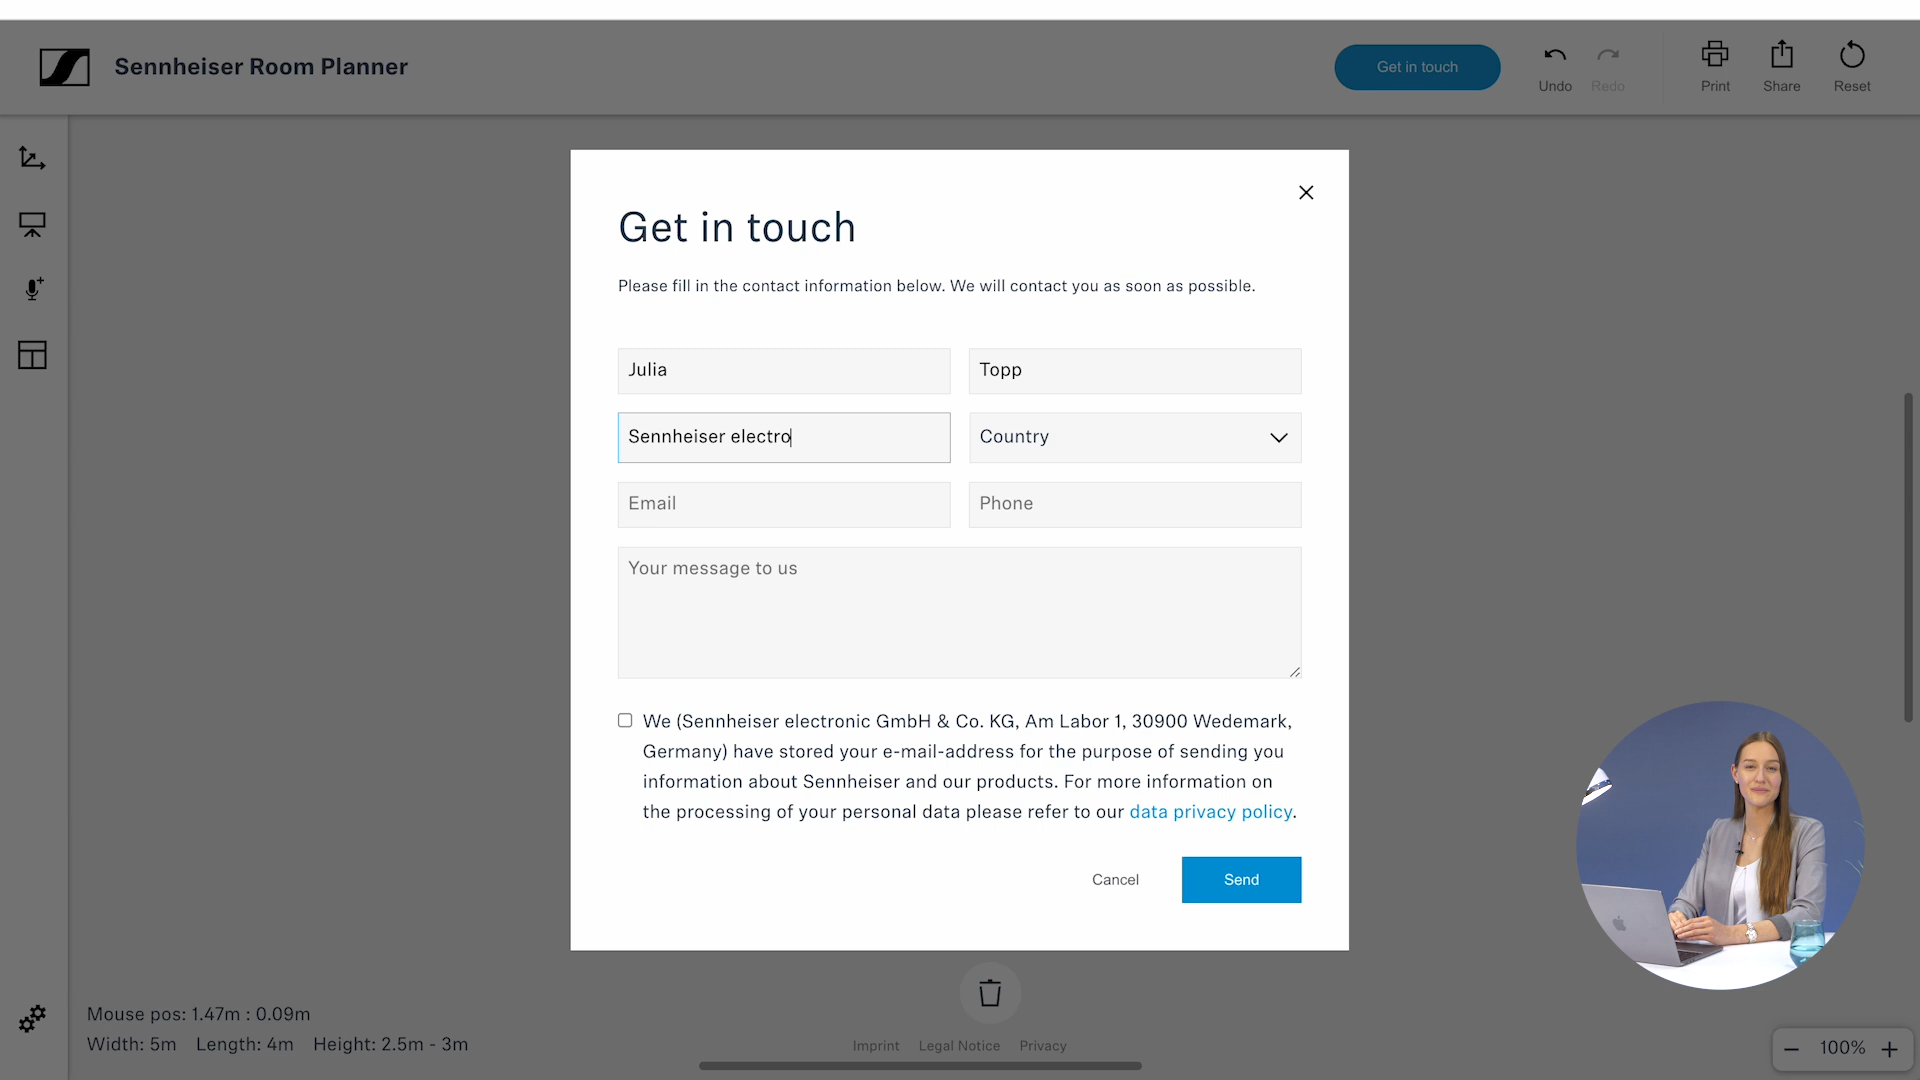 Sennheiser Room Planner
Get in touch
Undo
Redo
Print
Share
Reset
Get in touch
Please fill in the contact information below. We will contact you as soon as possible.
Julia
Topp
Sennheiser electro
Country
Email
Phone
Your message to us
We (Sennheiser electronic GmbH & Co. KG, Am Labor 1, 30900 Wedemark,
Germany) have stored your e-mail-address for the purpose of sending you
information about Sennheiser and our products. For more information on
the processing of your personal data please refer to our data privacy policy.
Cancel
Send
Mouse pos: 1.47m : 0.09m
Width: 5m Length: 4m Height: 2.5m - 3m
Imprint Legal Notice Privacy
100%